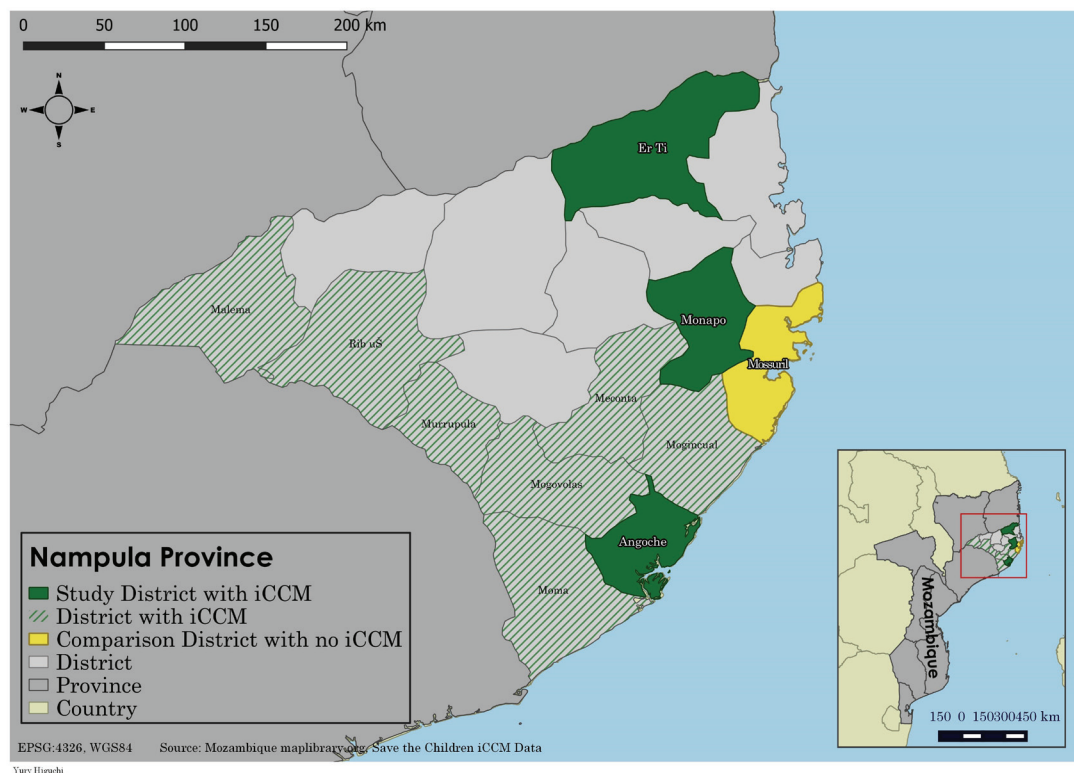 0 50 100 150 200 km
N
W E
S
Er Ti
Malema
Monapo
Rib uS
Mossuril
Meconta
Murrupula
Mogincual
Mogovolas
Angoche
Moma
Nampula Province
Study District with iCCM
District with iCCM
Comparison District with no iCCM
District
Province
Country
Mozambique
150 0 150300450 km
EPSG:4326, WGS84 Source: Mozambique maplibrary.org, Save the Children iCCM Data
Yury Higuchi